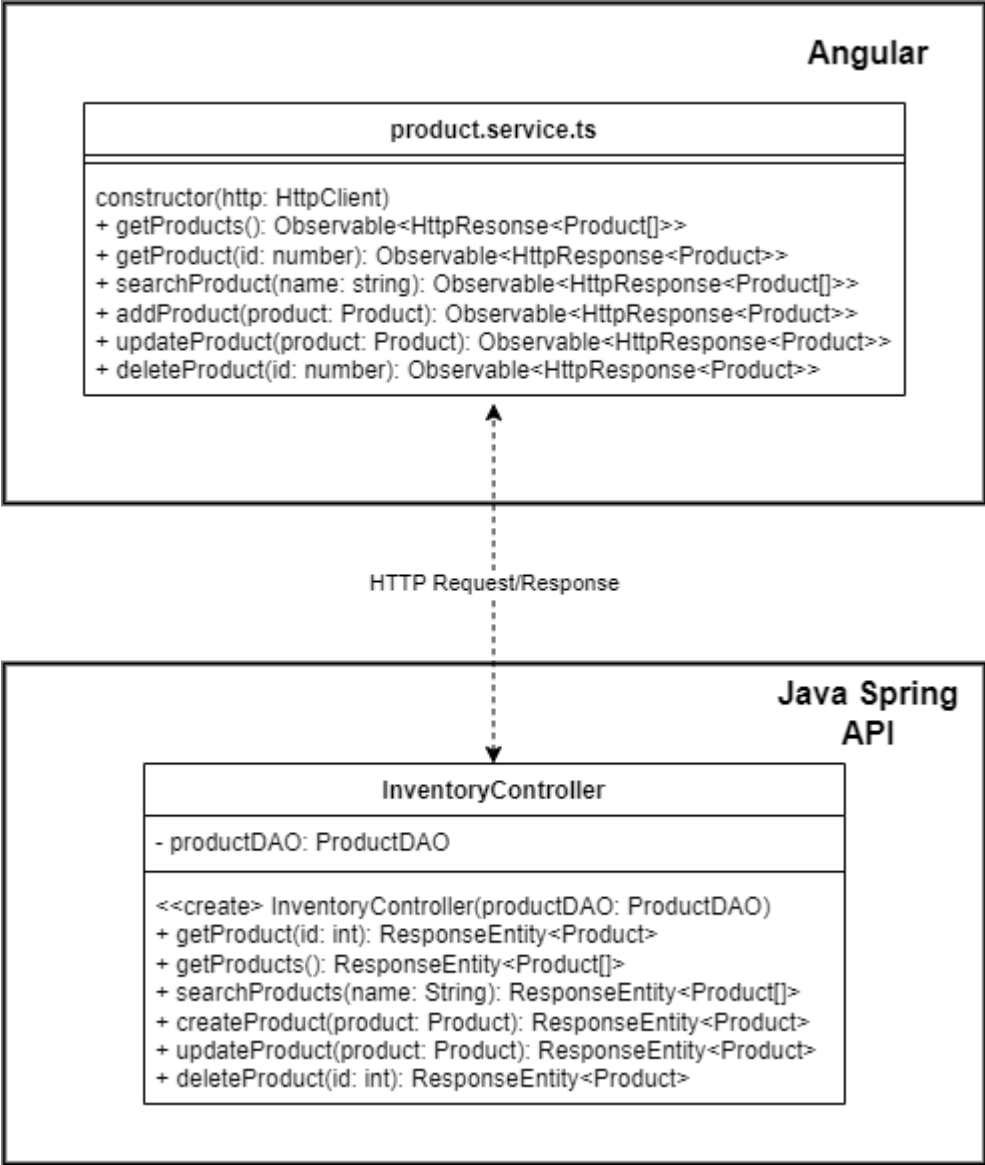 Angular
product.service.ts
constructor(http: HttpClient)
+ getProducts(): Observable<HttpResonse<Product[]>>
+ getProduct(id: number): Observable<HttpResponse<Product>>
+ searchProduct(name: string): Observable<HttpResponse<Product[]>>
+ addProduct(product: Product): Observable<HttpResponse<Product>>
+ updateProduct(product: Product): Observable<HttpResponse<Product>>
+ deleteProduct(id: number): Observable<HttpResponse<Product>>
HTTP Request/Response
Java Spring
API
InventoryController
- productDAO: ProductDAO
<<create> InventoryController(productDAO: ProductDAO)
+ getProduct(id: int): ResponseEntity<Product>
+ getProducts(): ResponseEntity<Product[]>
+ searchProducts(name: String): ResponseEntity<Product[]>
+ createProduct(product: Product): ResponseEntity<Product>
+ updateProduct(product: Product): ResponseEntity<Product>
+ deleteProduct(id: int): ResponseEntity<Product>